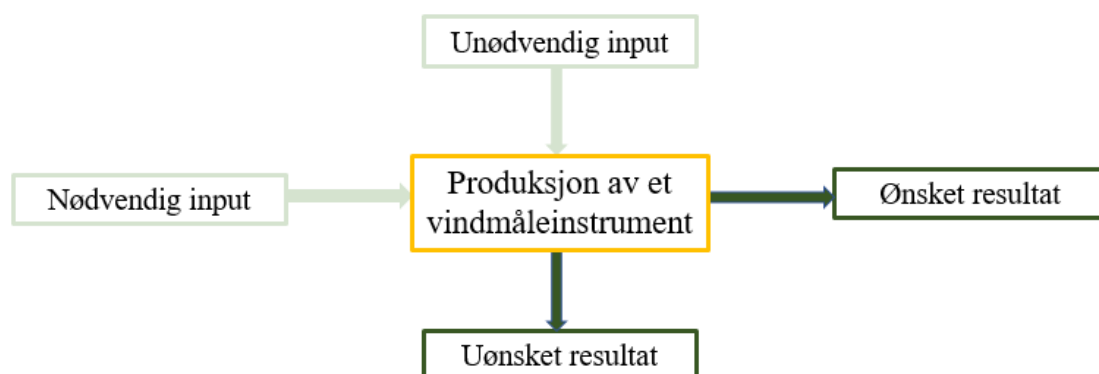 Unødvendig input
Nødvendig input
Produksjon av et
vindmåleinstrument
Ønsket resultat
Uønsket resultat